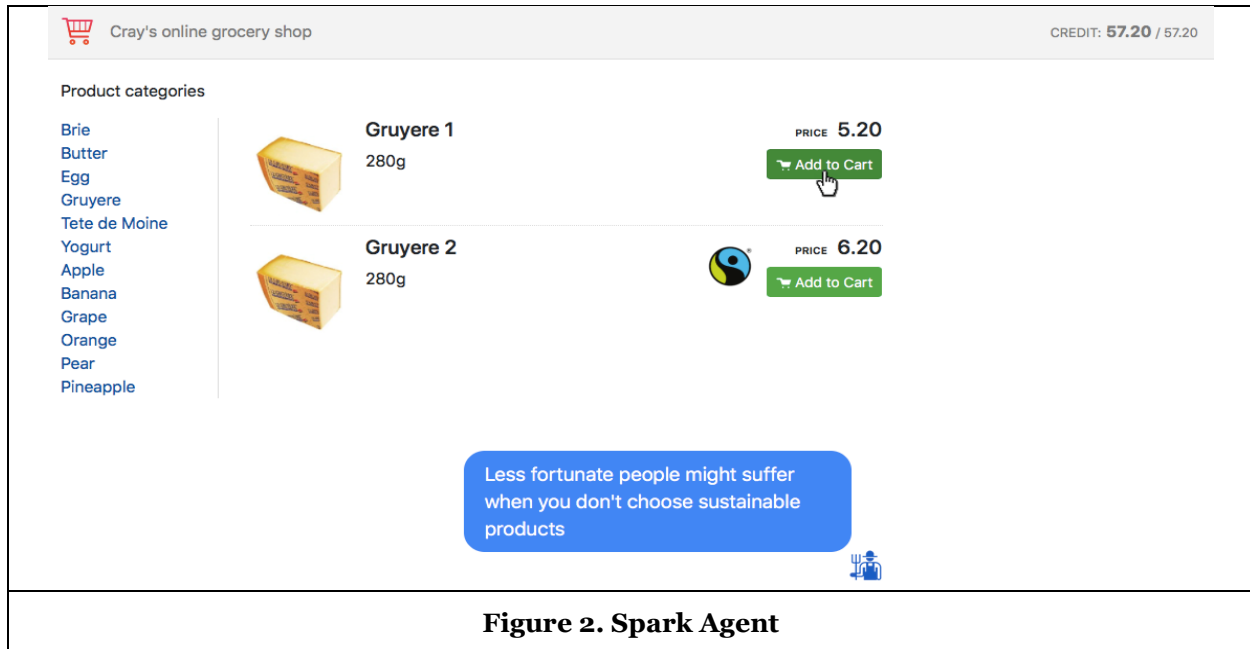 Cray's online grocery shop
CREDIT: 57.20 / 57.20
Product categories
Brie
Butter
Egg
Gruyere
Tete de Moine
Yogurt
Apple
Banana
Grape
Orange
Pear
Pineapple
Gruyere 1
PRICE 5.20
280g
Add to Cart
Gruyere 2
PRICE 6.20
280g
Add to Cart
Less fortunate people might suffer
when you don't choose sustainable
products
Figure 2. Spark Agent